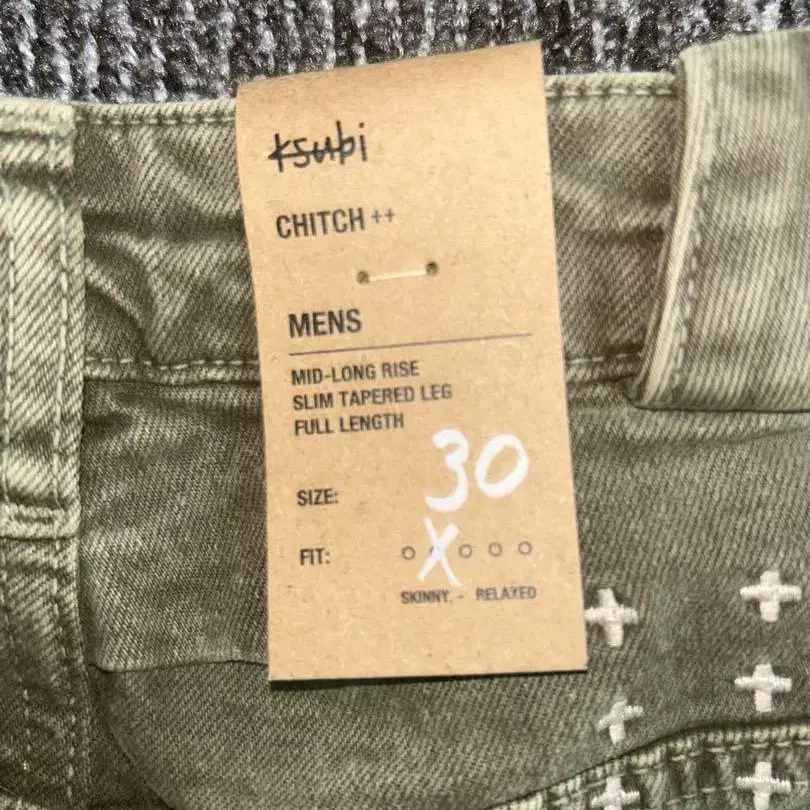 ksubi
CHITCH ++
MENS
MID-LONG RISE
SLIM TAPERED LEG
FULL LENGTH
SIZE: 30
FIT: X
SKINNY - RELAXED